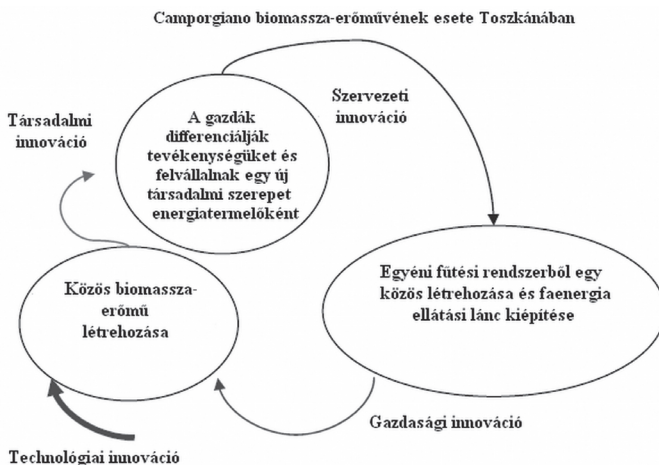 Camporgiano biomassza-erőművének esete Toszkánában
Társadalmi
innováció
A gazdák
differenciálják
tevékenységüket és
felvállalnak egy új
társadalmi szerepet
energiatermelőként
Szervezeti
innováció
Közös biomassza-
erőmű
létrehozása
Egyéni fűtési rendszerből egy
közös létrehozása és faenergia
ellátási lánc kiépítése
Gazdasági innováció
Technológiai innováció